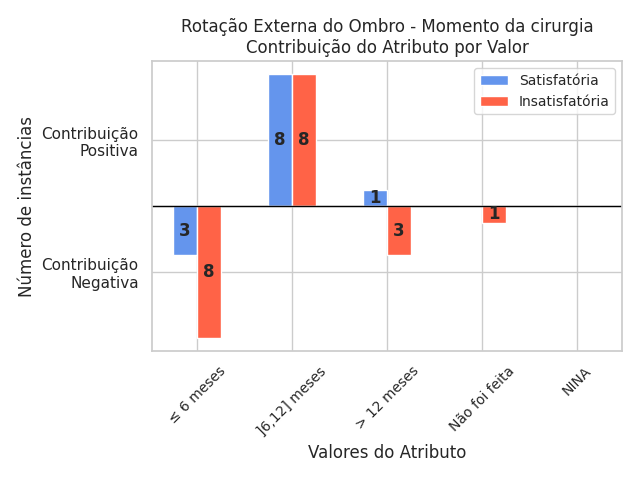 Rotação Externa do Ombro - Momento da cirurgia
Contribuição do Atributo por Valor
Satisfatória
Insatisfatória
Número de instâncias
Contribuição
Positiva
Contribuição
Negativa
8
8
1
3
8
3
1
≤ 6 meses
]6,12] meses
> 12 meses
Não foi feita
NINA
Valores do Atributo